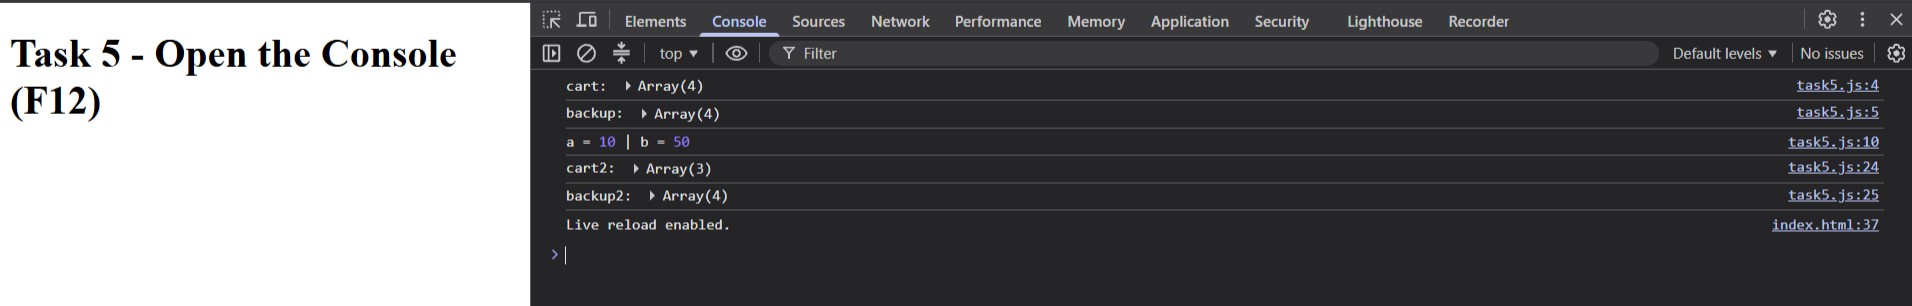 Task 5 - Open the Console
(F12)
Elements Console Sources Network Performance Memory Application Security Lighthouse Recorder
top Filter Default levels No issues
cart: Array(4) task5.js:4
backup: Array(4) task5.js:5
a = 10 | b = 50 task5.js:10
cart2: Array(3) task5.js:24
backup2: Array(4) task5.js:25
Live reload enabled. index.html:37